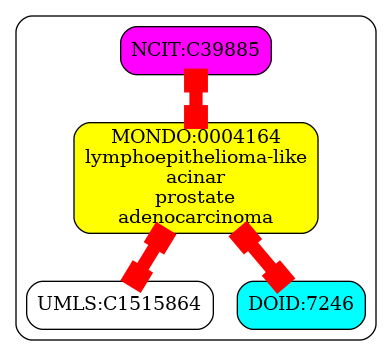 NCIT:C39885
MONDO:0004164
lymphoepithelioma-like
acinar
prostate
adenocarcinoma
UMLS:C1515864
DOID:7246